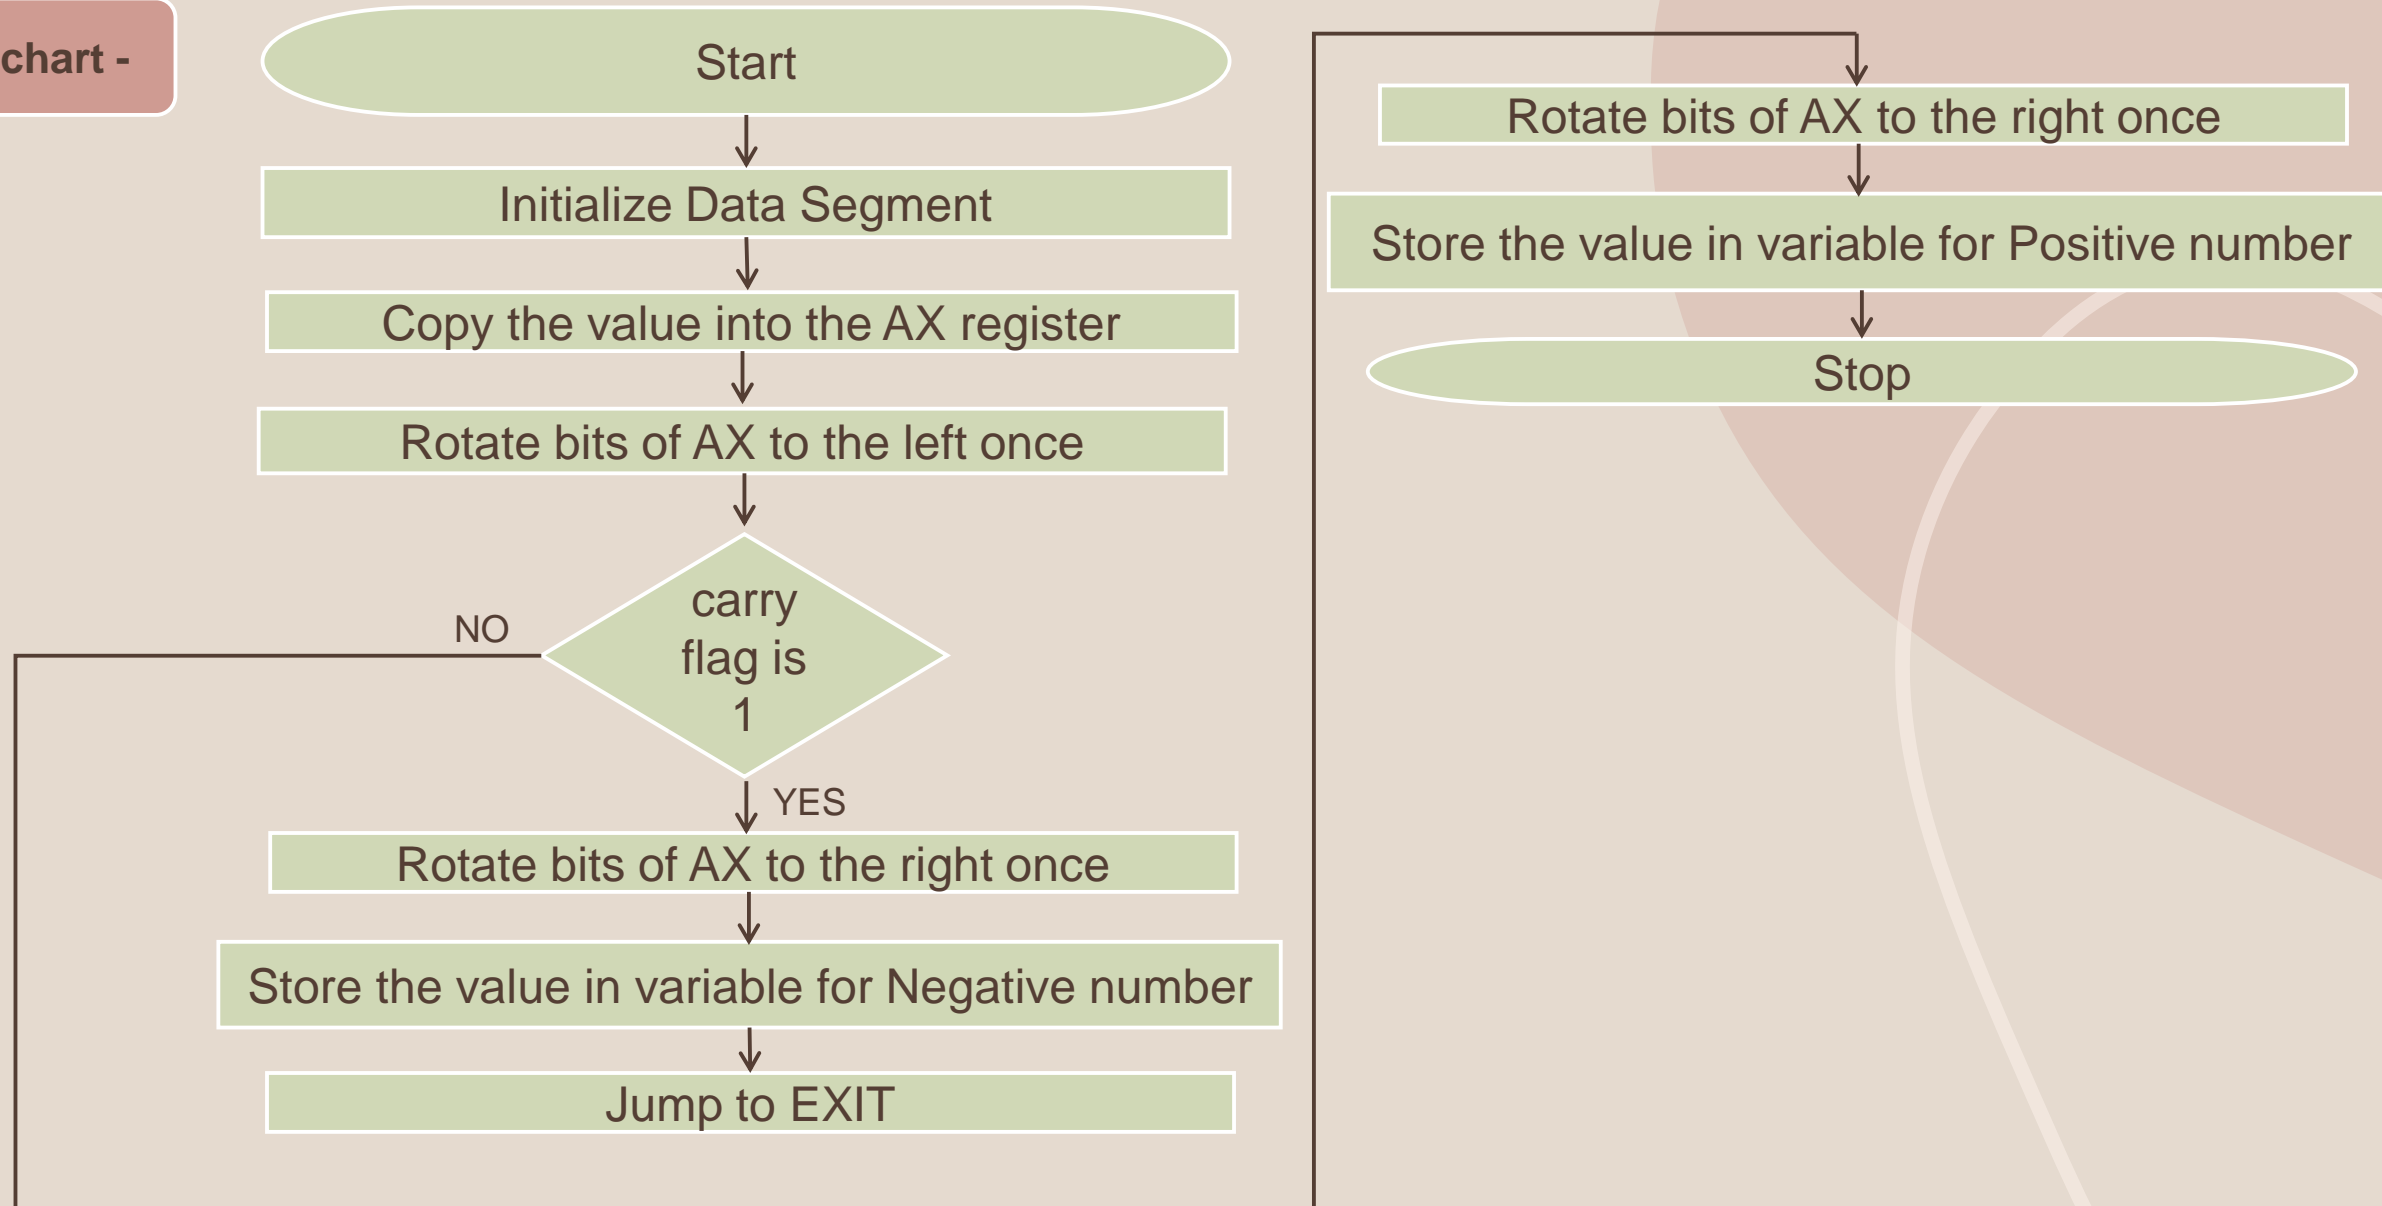 chart -
Start
Initialize Data Segment
Copy the value into the AX register
Rotate bits of AX to the left once
carry
flag is
1
NO
YES
Rotate bits of AX to the right once
Store the value in variable for Negative number
Jump to EXIT
Rotate bits of AX to the right once
Store the value in variable for Positive number
Stop